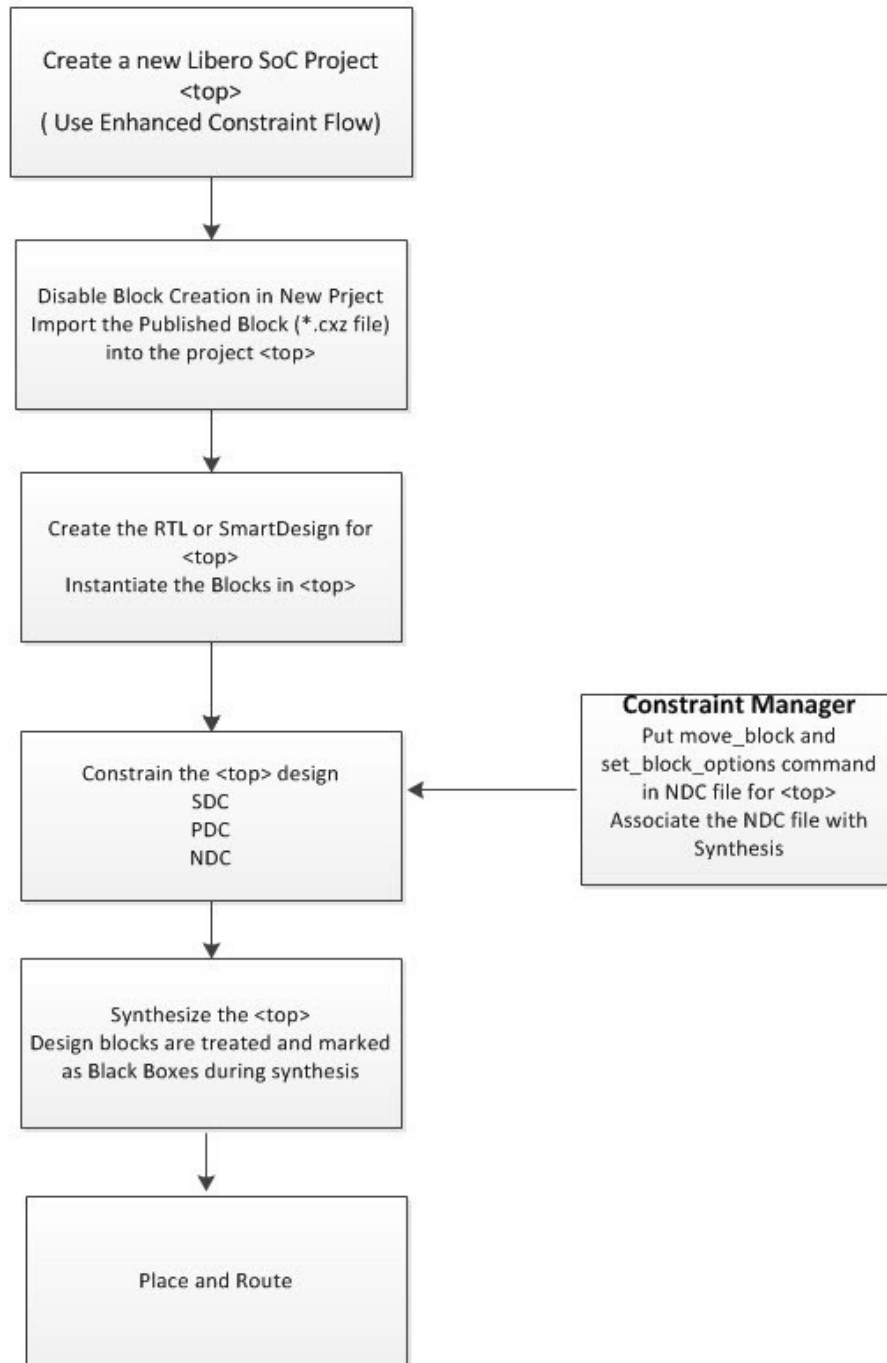 Create a new Libero SoC Project
<top>
( Use Enhanced Constraint Flow)
Disable Block Creation in New Prject
Import the Published Block (*.cxz file)
into the project <top>
Create the RTL or SmartDesign for
<top>
Instantiate the Blocks in <top>
Constrain the <top> design
SDC
PDC
NDC
Constraint Manager
Put move_block and
set_block_options command
in NDC file for <top>
Associate the NDC file with
Synthesis
Synthesize the <top>
Design blocks are treated and marked
as Black Boxes during synthesis
Place and Route